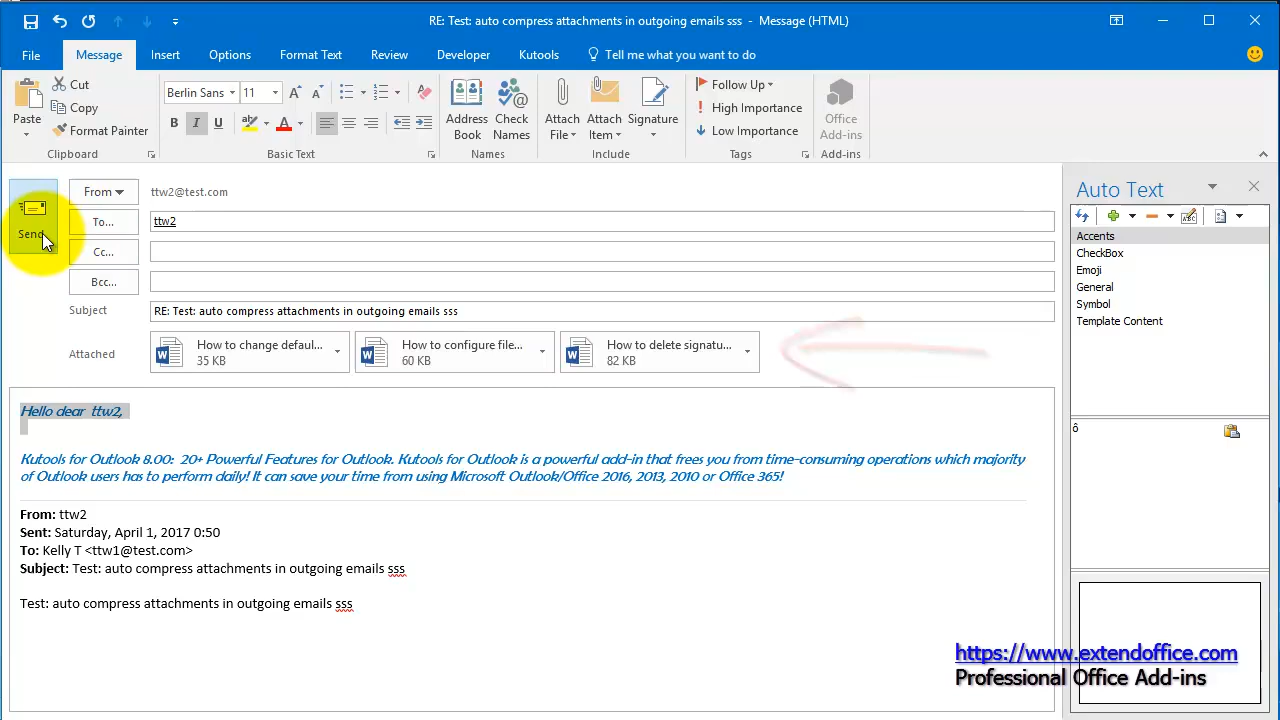 RE: Test: auto compress attachments in outgoing emails sss - Message (HTML)
File Message Insert Options Format Text Review Developer Kutools Tell me what you want to do
Paste
Cut
Copy
Format Painter
Clipboard
Berlin Sans 11
B I U
Basic Text
Address Book
Check Names
Names
Attach File
Attach Item
Signature
Include
Follow Up
High Importance
Low Importance
Tags
Office Add-ins
Add-ins
Send
From ttw2@test.com
To... ttw2
Cc...
Bcc...
Subject RE: Test: auto compress attachments in outgoing emails sss
Attached
How to change defaul...
35 KB
How to configure file...
60 KB
How to delete signatu...
82 KB
Hello dear ttw2,
Kutools for Outlook 8.00: 20+ Powerful Features for Outlook. Kutools for Outlook is a powerful add-in that frees you from time-consuming operations which majority
of Outlook users has to perform daily! It can save your time from using Microsoft Outlook/Office 2016, 2013, 2010 or Office 365!
From: ttw2
Sent: Saturday, April 1, 2017 0:50
To: Kelly T <ttw1@test.com>
Subject: Test: auto compress attachments in outgoing emails sss
Test: auto compress attachments in outgoing emails sss
Auto Text
Accents
CheckBox
Emoji
General
Symbol
Template Content
ô
https://www.extendoffice.com
Professional Office Add-ins